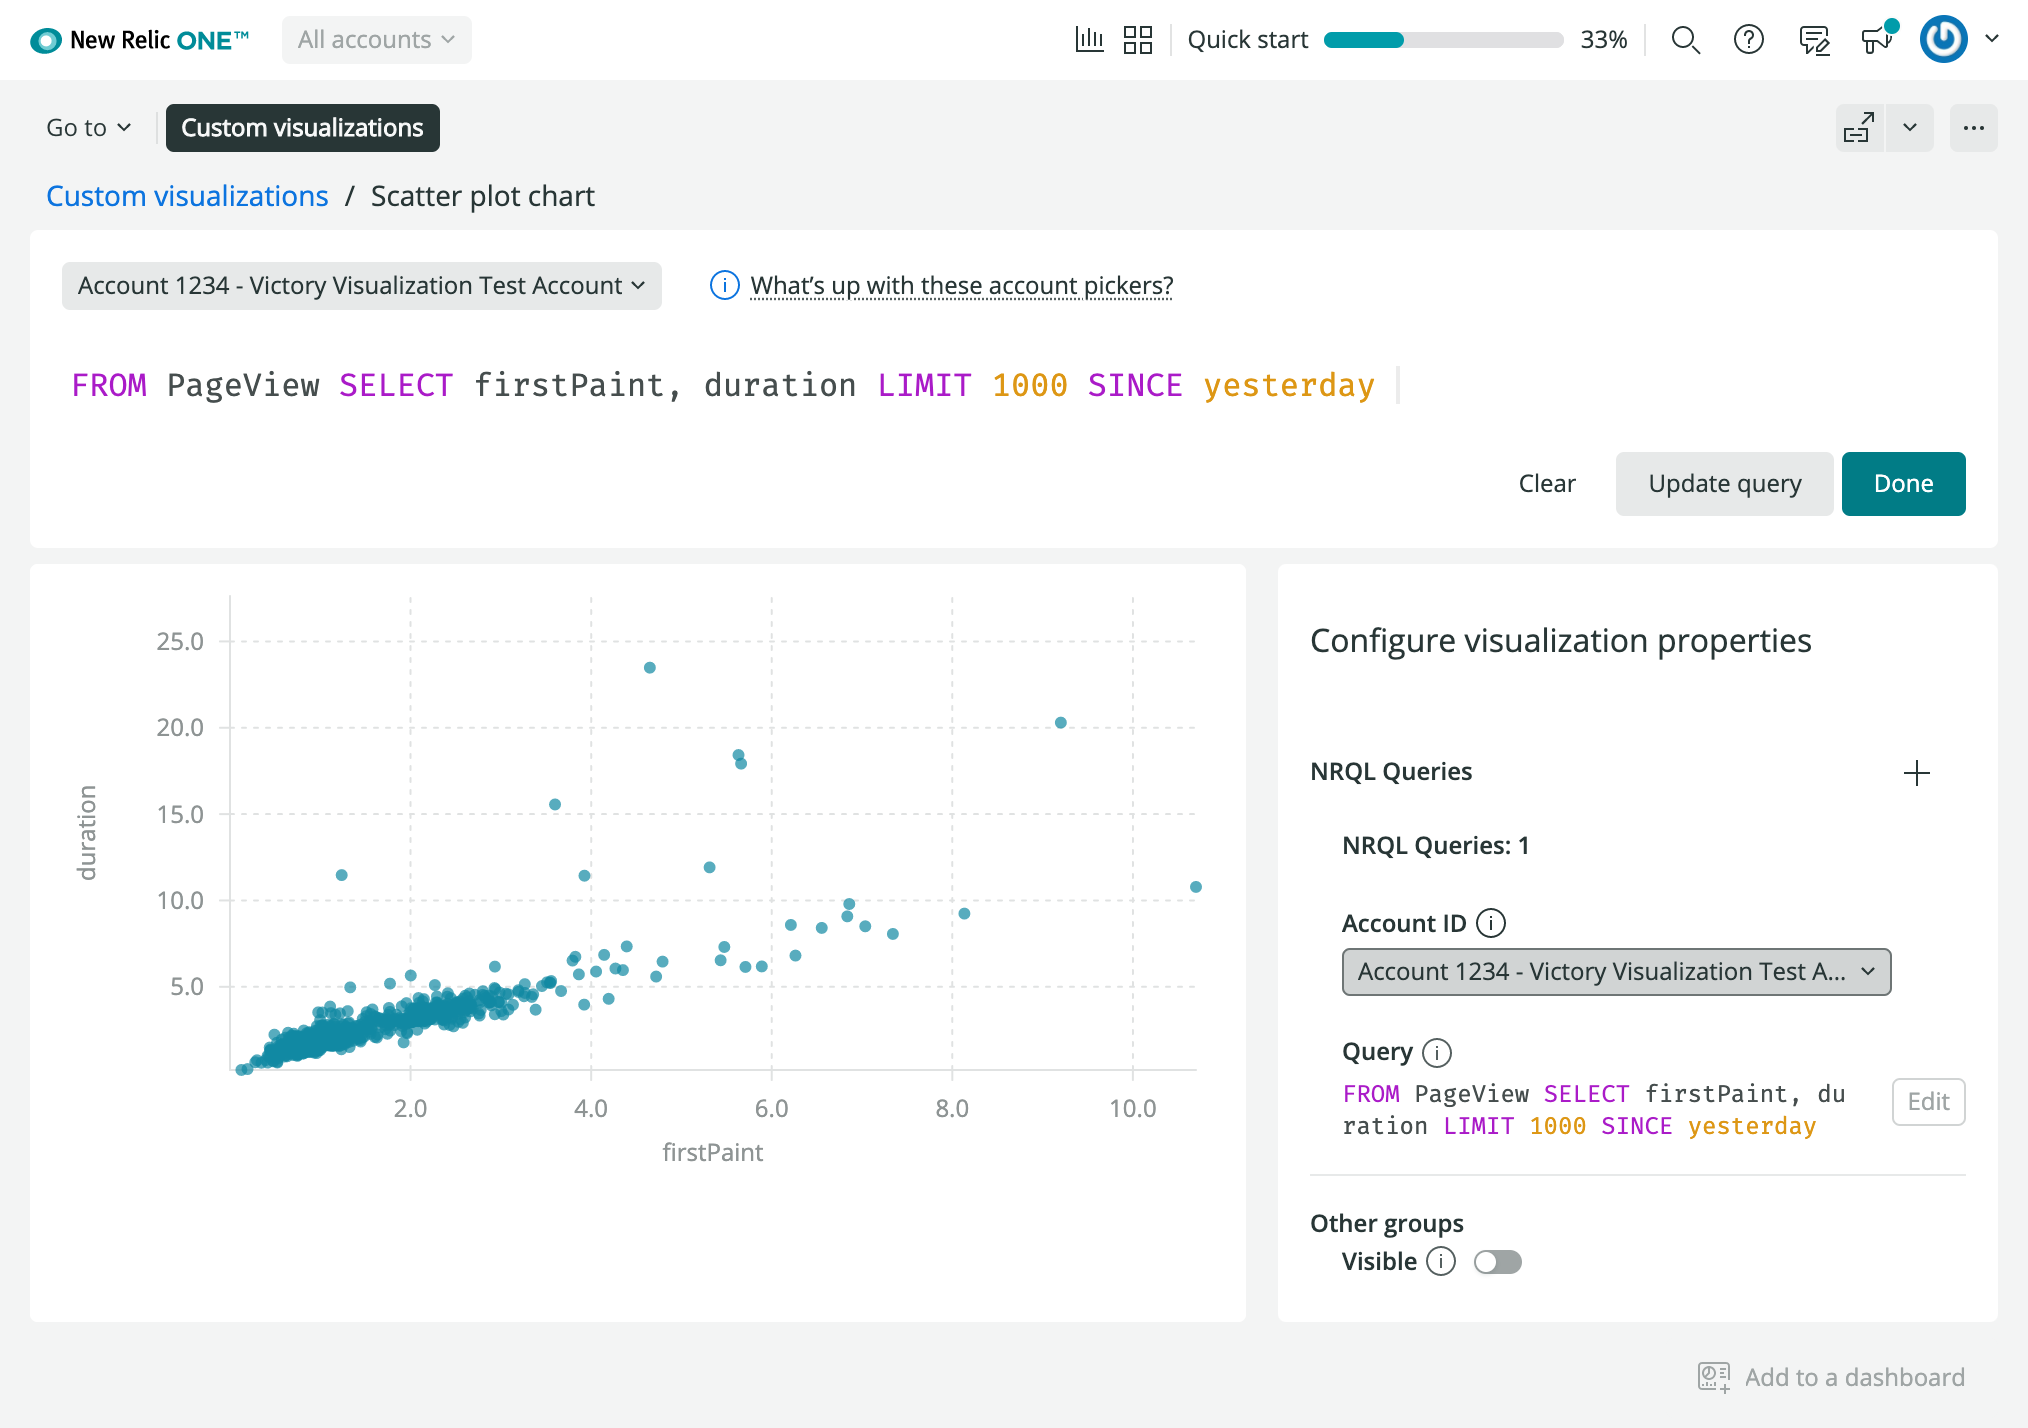 New Relic ONE™ All accounts Quick start 33%
Go to Custom visualizations
Custom visualizations / Scatter plot chart
Account 1234 - Victory Visualization Test Account What's up with these account pickers?
FROM PageView SELECT firstPaint, duration LIMIT 1000 SINCE yesterday
Clear Update query Done
25.0
20.0
15.0
10.0
5.0
duration
2.0 4.0 6.0 8.0 10.0
firstPaint
Configure visualization properties
NRQL Queries
NRQL Queries: 1
Account ID
Account 1234 - Victory Visualization Test A...
Query
FROM PageView SELECT firstPaint, du
ration LIMIT 1000 SINCE yesterday
Edit
Other groups
Visible
Add to a dashboard